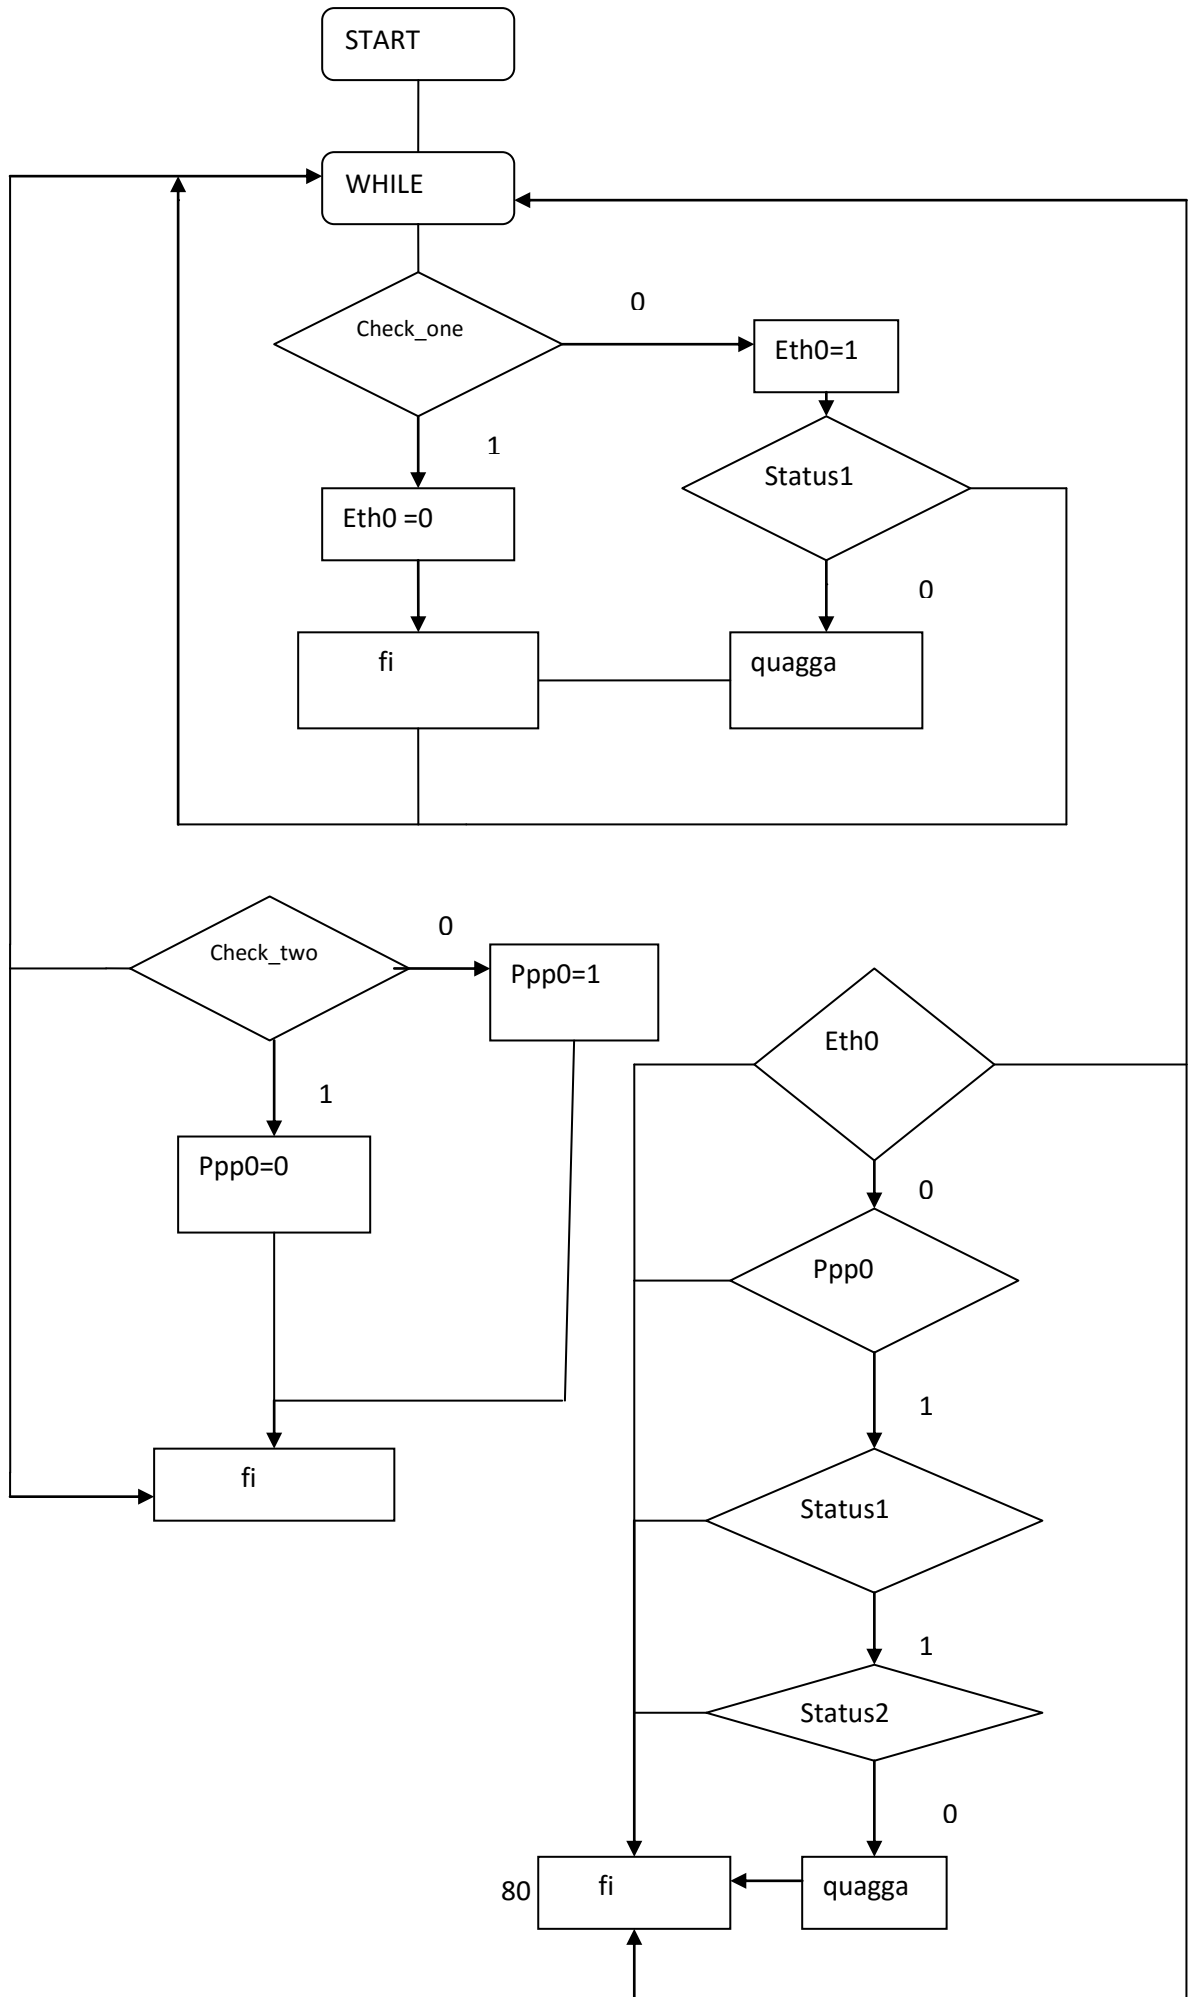 START
WHILE
0
Check_one
Eth0=1
1
Status1
Eth0 =0
0
fi
quagga
0
Check_two
Ppp0=1
Eth0
1
Ppp0=0
0
Ppp0
1
fi
Status1
1
Status2
0
80
fi
quagga